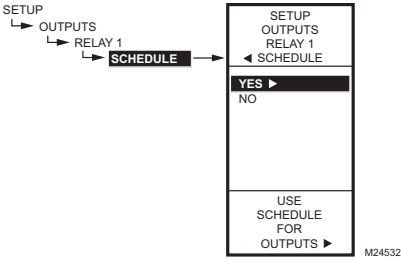 SETUP
OUTPUTS
RELAY 1
SCHEDULE
SETUP
OUTPUTS
RELAY 1
◀ SCHEDULE
YES ▶
NO
USE
SCHEDULE
FOR
OUTPUTS ▶
M24532